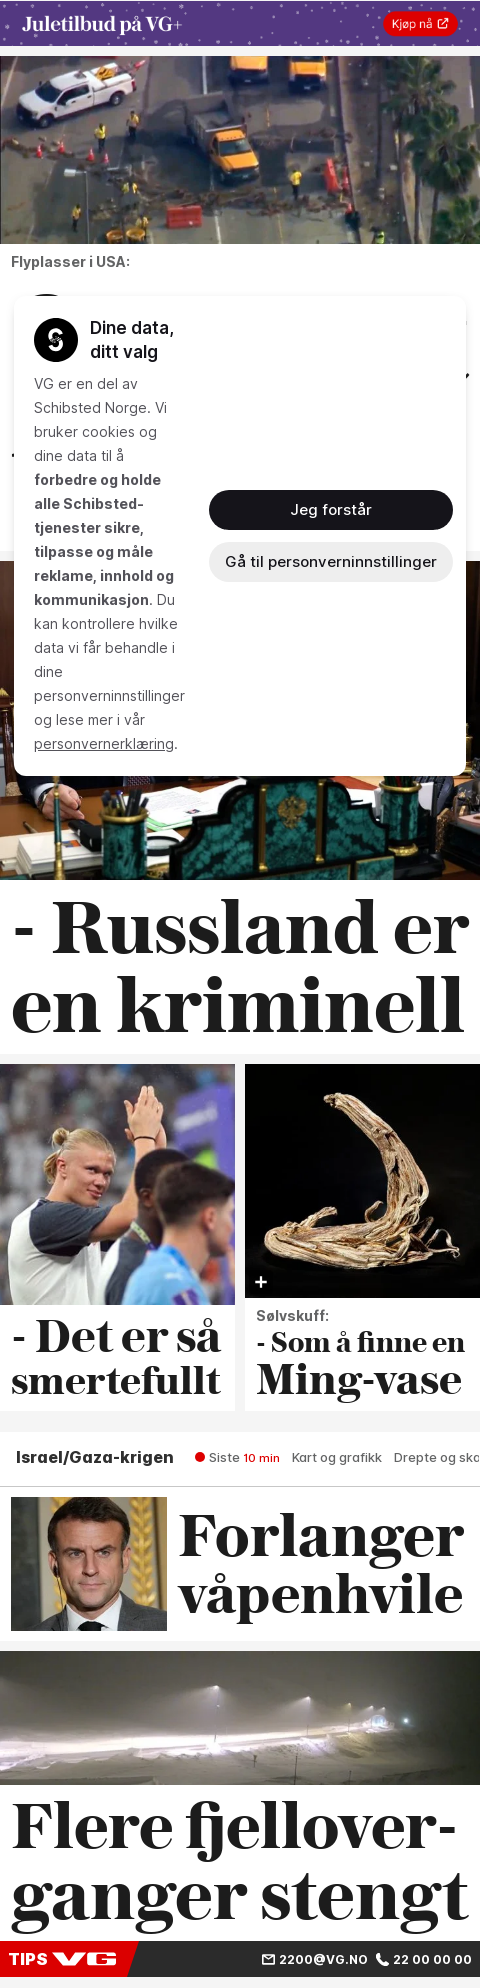 Juletilbud på VG+
Kjøp nå
Flyplasser i USA:
Dine data,
ditt valg
VG er en del av
Schibsted Norge. Vi
bruker cookies og
dine data til å
forbedre og holde
alle Schibsted-
tjenester sikre,
tilpasse og måle
reklame, innhold og
kommunikasjon. Du
kan kontrollere hvilke
data vi får behandle i
dine
personverninnstillinger
og lese mer i vår
personvernerklæring.
Jeg forstår
Gå til personverninnstillinger
- Russland er
en kriminell
- Det er så
smertefullt
Sølvskuff:
- Som å finne en
Ming-vase
Israel/Gaza-krigen Siste 10 min Kart og grafikk Drepte og ska
Forlanger
våpenhvile
Flere fjellover-
ganger stengt
TIPS VG 2200@VG.NO 22 00 00 00